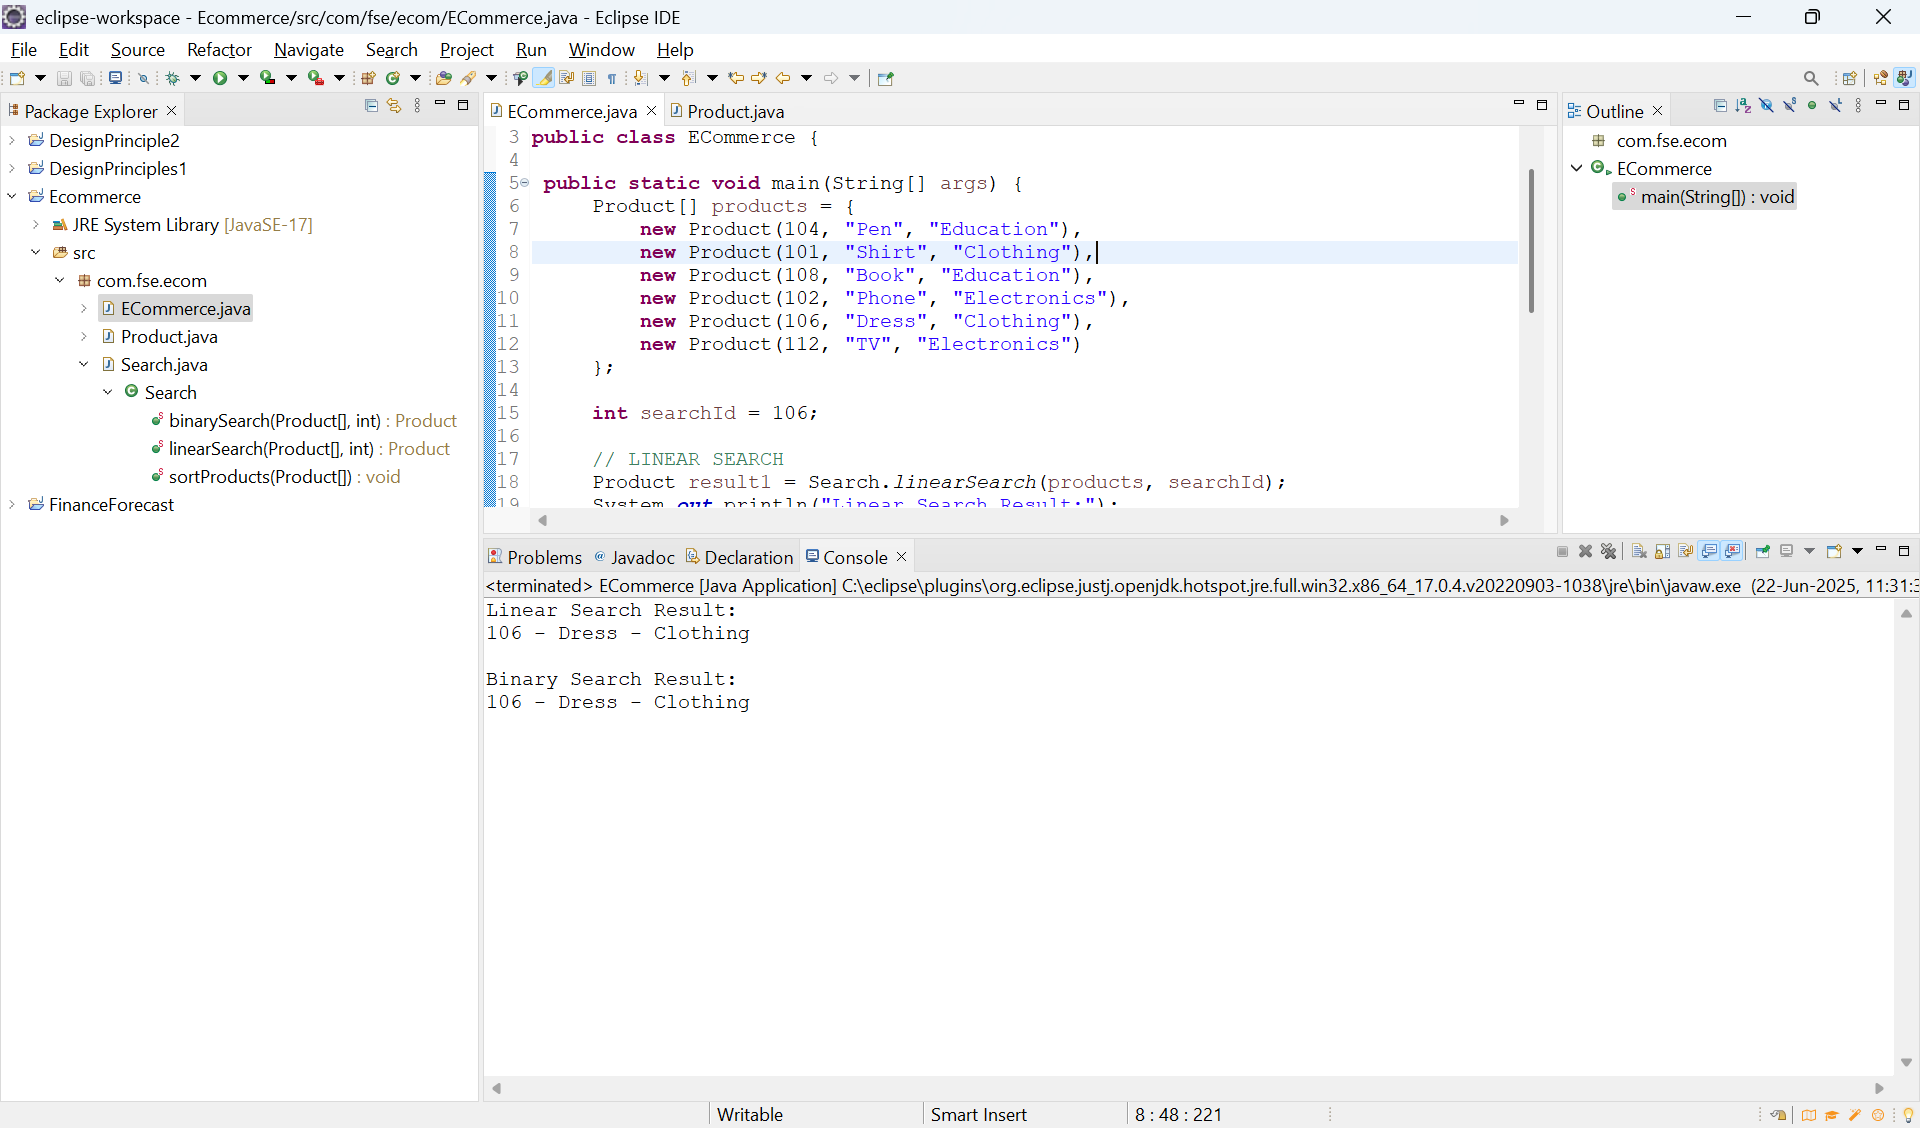 eclipse-workspace - Ecommerce/src/com/fse/ecom/ECommerce.java - Eclipse IDE
File Edit Source Refactor Navigate Search Project Run Window Help
Package Explorer
DesignPrinciple2
DesignPrinciples1
Ecommerce
JRE System Library [JavaSE-17]
src
com.fse.ecom
ECommerce.java
Product.java
Search.java
Search
binarySearch(Product[], int) : Product
linearSearch(Product[], int) : Product
sortProducts(Product[]) : void
FinanceForecast
ECommerce.java Product.java
3 public class ECommerce {
4
5 public static void main(String[] args) {
6 Product[] products = {
7 new Product(104, "Pen", "Education"),
8 new Product(101, "Shirt", "Clothing"),
9 new Product(108, "Book", "Education"),
10 new Product(102, "Phone", "Electronics"),
11 new Product(106, "Dress", "Clothing"),
12 new Product(112, "TV", "Electronics")
13 };
14
15 int searchId = 106;
16
17 // LINEAR SEARCH
18 Product result1 = Search.linearSearch(products, searchId);
19 System.out.println("Linear Search Result:");
Outline
com.fse.ecom
ECommerce
main(String[]) : void
Problems Javadoc Declaration Console
<terminated> ECommerce [Java Application] C:\eclipse\plugins\org.eclipse.justj.openjdk.hotspot.jre.full.win32.x86_64_17.0.4.v20220903-1038\jre\bin\javaw.exe (22-Jun-2025, 11:31:3
Linear Search Result:
106 - Dress - Clothing
Binary Search Result:
106 - Dress - Clothing
Writable Smart Insert 8 : 48 : 221